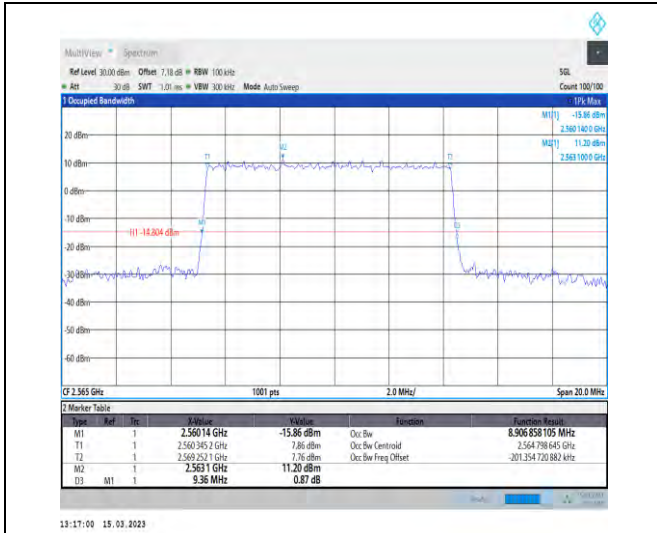 MultiView Spectrum
Ref Level 30.00 dBm Offset 7.18 dB RBW 100 kHz SGL
Att 30 dB SWT 1.01 ms VBW 300 kHz Mode Auto Sweep Count 100/100
1 Occupied Bandwidth 1Pk Max
M1[1] -15.86 dBm
2.560 140 0 GHz
M2[1] 11.20 dBm
2.563 100 0 GHz
20 dBm
M2
T1 T2
10 dBm
0 dBm
-10 dBm
M1
H1 -14.804 dBm
D3
-20 dBm
-30 dBm
-40 dBm
-50 dBm
-60 dBm
CF 2.565 GHz 1001 pts 2.0 MHz/ Span 20.0 MHz
2 Marker Table
Type Ref Trc X-Value Y-Value Function Function Result
M1 1 2.56014 GHz -15.86 dBm Occ Bw 8.906 858 105 MHz
T1 1 2.560 345 2 GHz 7.86 dBm Occ Bw Centroid 2.564 798 645 GHz
T2 1 2.569 252 1 GHz 7.76 dBm Occ Bw Freq Offset -201.354 720 882 kHz
M2 1 2.5631 GHz 11.20 dBm
D3 M1 1 9.36 MHz 0.87 dB
13:17:00 15.03.2023